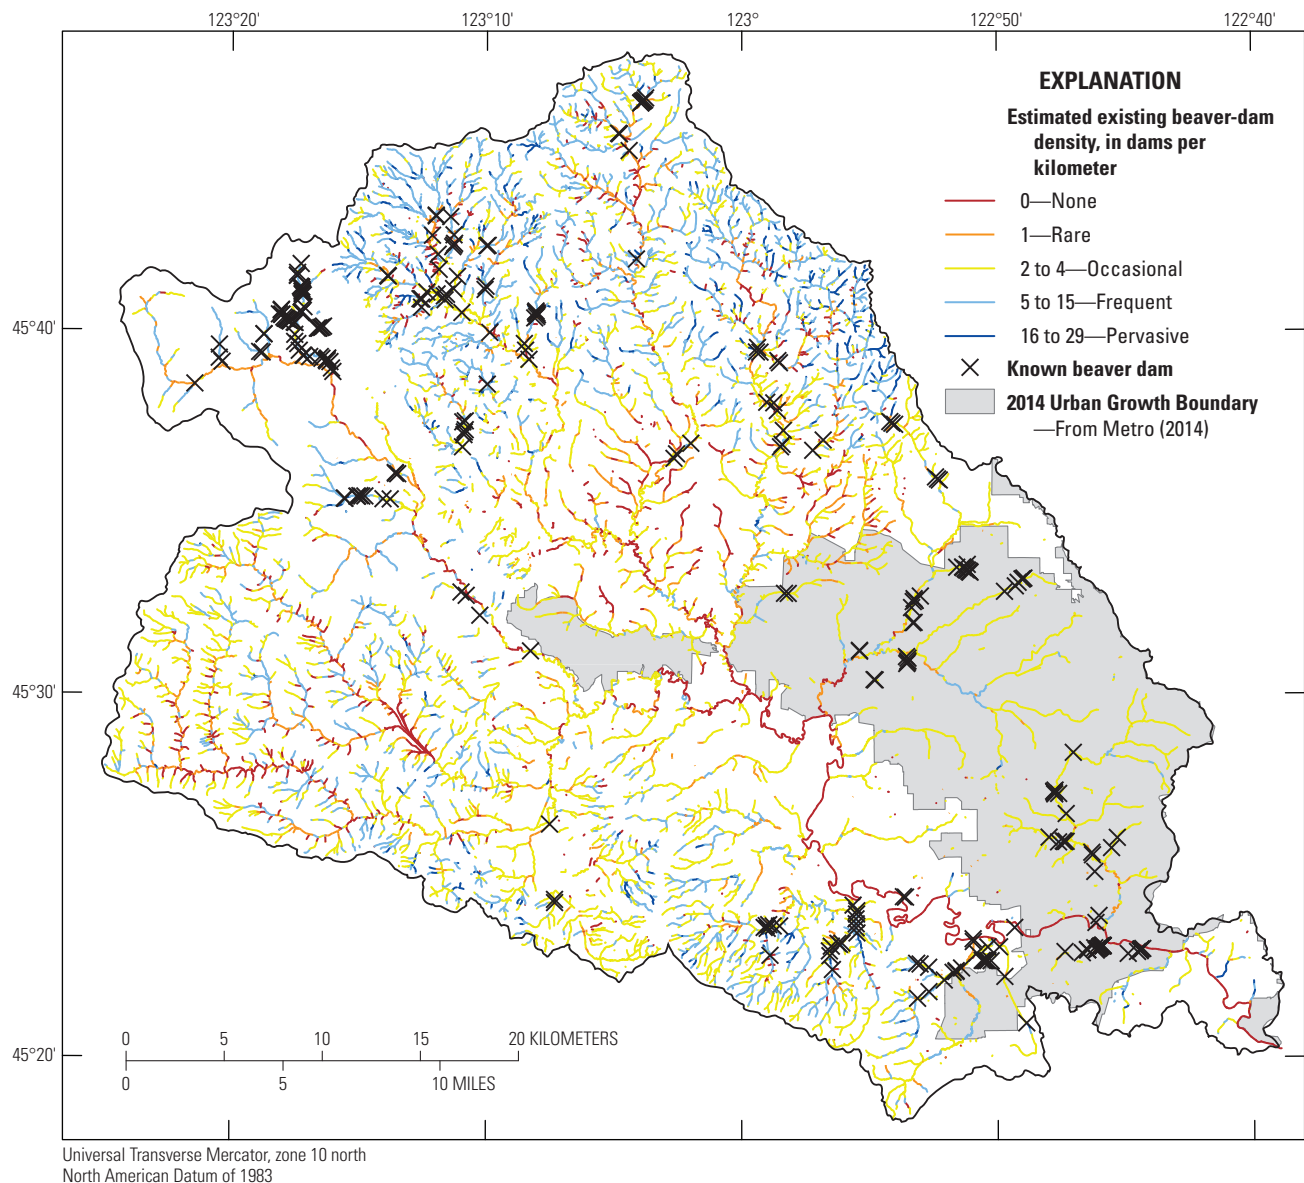 123°20'
123°10'
123°
122°50'
122°40'
EXPLANATION
Estimated existing beaver-dam
density, in dams per
kilometer
0—None
1—Rare
2 to 4—Occasional
5 to 15—Frequent
16 to 29—Pervasive
Known beaver dam
2014 Urban Growth Boundary
—From Metro (2014)
45°40'
45°30'
45°20'
0 5 10 15 20 KILOMETERS
0 5 10 MILES
Universal Transverse Mercator, zone 10 north
North American Datum of 1983